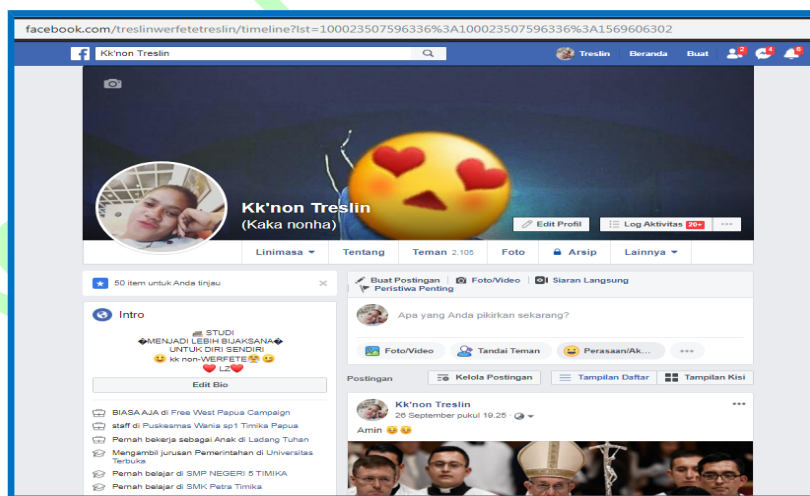 facebook.com/treslinwerfetetreslin/timeline?lst=100023507596336%3A100023507596336%3A1569606302
Kk'non Treslin
Treslin Beranda Buat 2 4 6
Kk'non Treslin
(Kaka nonha)
Edit Profil Log Aktivitas 20+
Linimasa Tentang Teman 2.105 Foto Arsip Lainnya
50 item untuk Anda tinjau
Intro
STUDI
MENJADI LEBIH BIJAKSANA
UNTUK DIRI SENDIRI
kk non-WERFETE
LZ
Edit Bio
BIASA AJA di Free West Papua Campaign
staff di Puskesmas Wania sp1 Timika Papua
Pernah bekerja sebagai Anak di Ladang Tuhan
Mengambil jurusan Pemerintahan di Universitas
Terbuka
Pernah belajar di SMP NEGERI 5 TIMIKA
Pernah belajar di SMK Petra Timika
Buat Postingan Foto/Video Siaran Langsung
Peristiwa Penting
Apa yang Anda pikirkan sekarang?
Foto/Video Tandai Teman Perasaan/Ak...
Postingan Kelola Postingan Tampilan Daftar Tampilan Kisi
Kk'non Treslin
26 September pukul 19.25
Amin